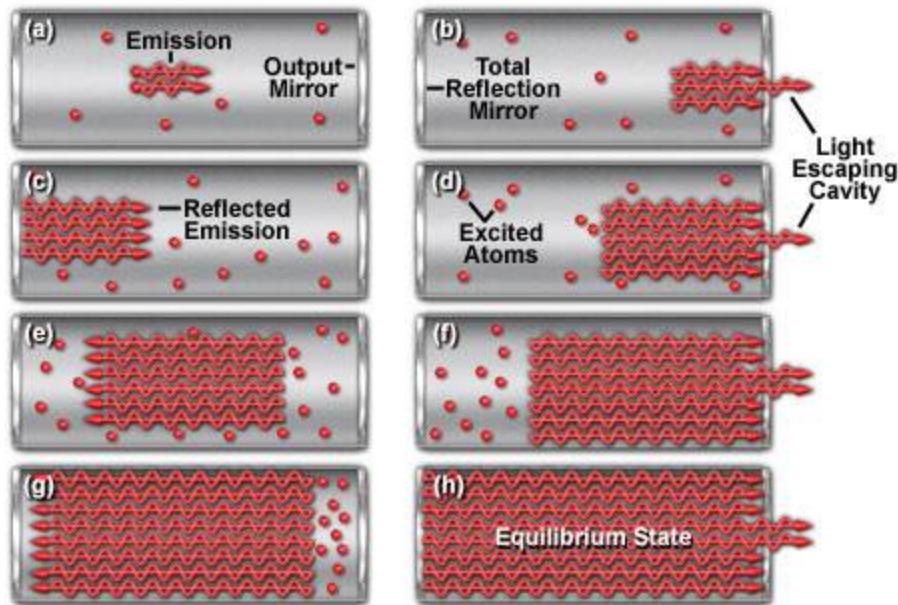 (a)
Emission
Output
Mirror
(b)
Total
Reflection
Mirror
Light
Escaping
Cavity
(c)
Reflected
Emission
(d)
Excited
Atoms
(e)
(f)
(g)
(h)
Equilibrium State